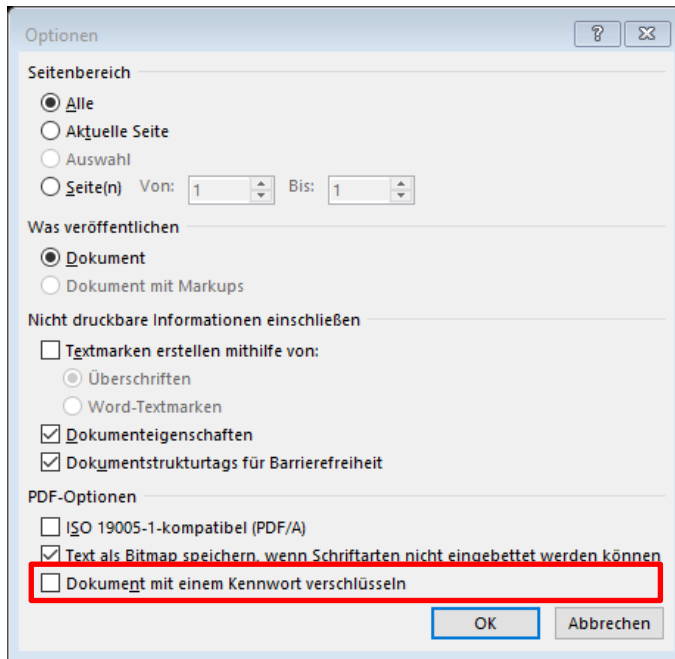 Optionen
Seitenbereich
Alle
Aktuelle Seite
Auswahl
Seite(n) Von: 1 Bis: 1
Was veröffentlichen
Dokument
Dokument mit Markups
Nicht druckbare Informationen einschließen
Textmarken erstellen mithilfe von:
Überschriften
Word-Textmarken
Dokumenteigenschaften
Dokumentstrukturtags für Barrierefreiheit
PDF-Optionen
ISO 19005-1-kompatibel (PDF/A)
Text als Bitmap speichern, wenn Schriftarten nicht eingebettet werden können
Dokument mit einem Kennwort verschlüsseln
OK Abbrechen